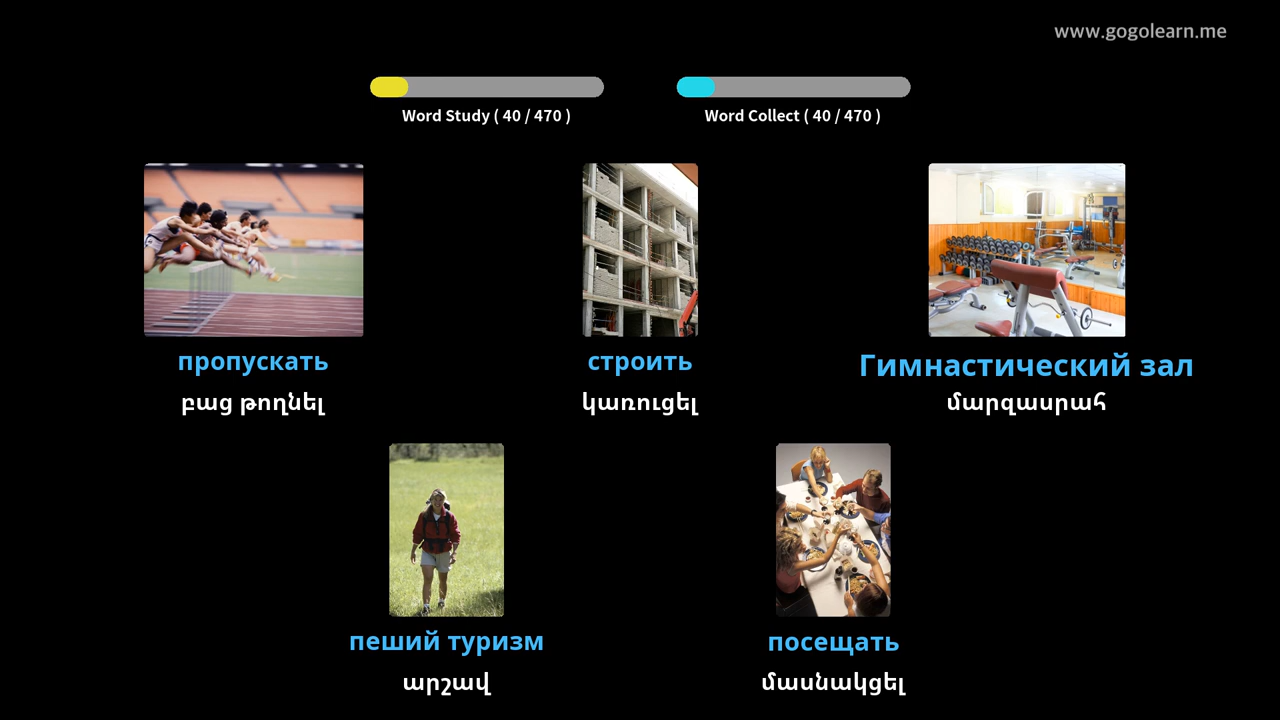 www.gogolearn.me
Word Study ( 40 / 470 )
Word Collect ( 40 / 470 )
пропускать
բաց թողնել
строить
կառուցել
Гимнастический зал
մարզասրահ
пеший туризм
արշավ
посещать
մասնակցել